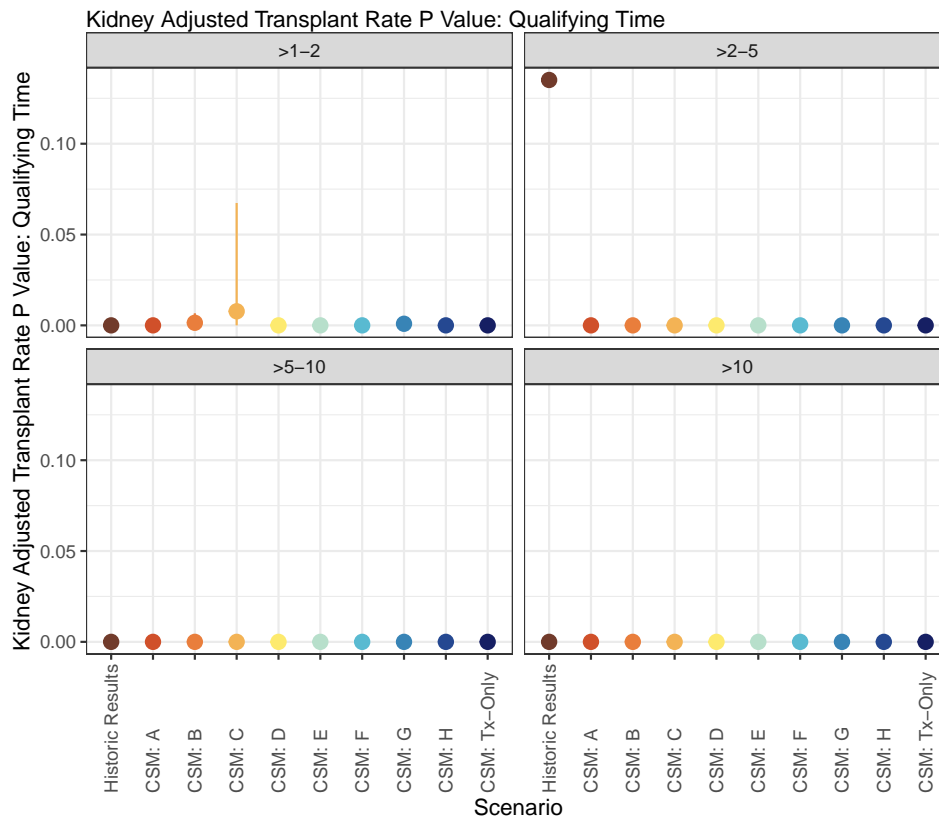 Kidney Adjusted Transplant Rate P Value: Qualifying Time
>1−2
>2−5
Kidney Adjusted Transplant Rate P Value: Qualifying Time
0.10
0.05
0.00
>5−10
>10
0.10
0.05
0.00
Historic Results
CSM: A
CSM: B
CSM: C
CSM: D
CSM: E
CSM: F
CSM: G
CSM: H
CSM: Tx−Only
Historic Results
CSM: A
CSM: B
CSM: C
CSM: D
CSM: E
CSM: F
CSM: G
CSM: H
CSM: Tx−Only
Scenario